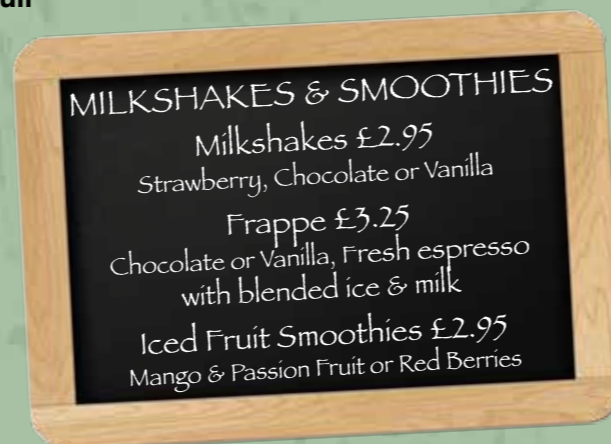 MILKSHAKES & SMOOTHIES
Milkshakes £2.95
Strawberry, Chocolate or Vanilla
Frappe £3.25
Chocolate or Vanilla, Fresh espresso
with blended ice & milk
Iced Fruit Smoothies £2.95
Mango & Passion Fruit or Red Berries